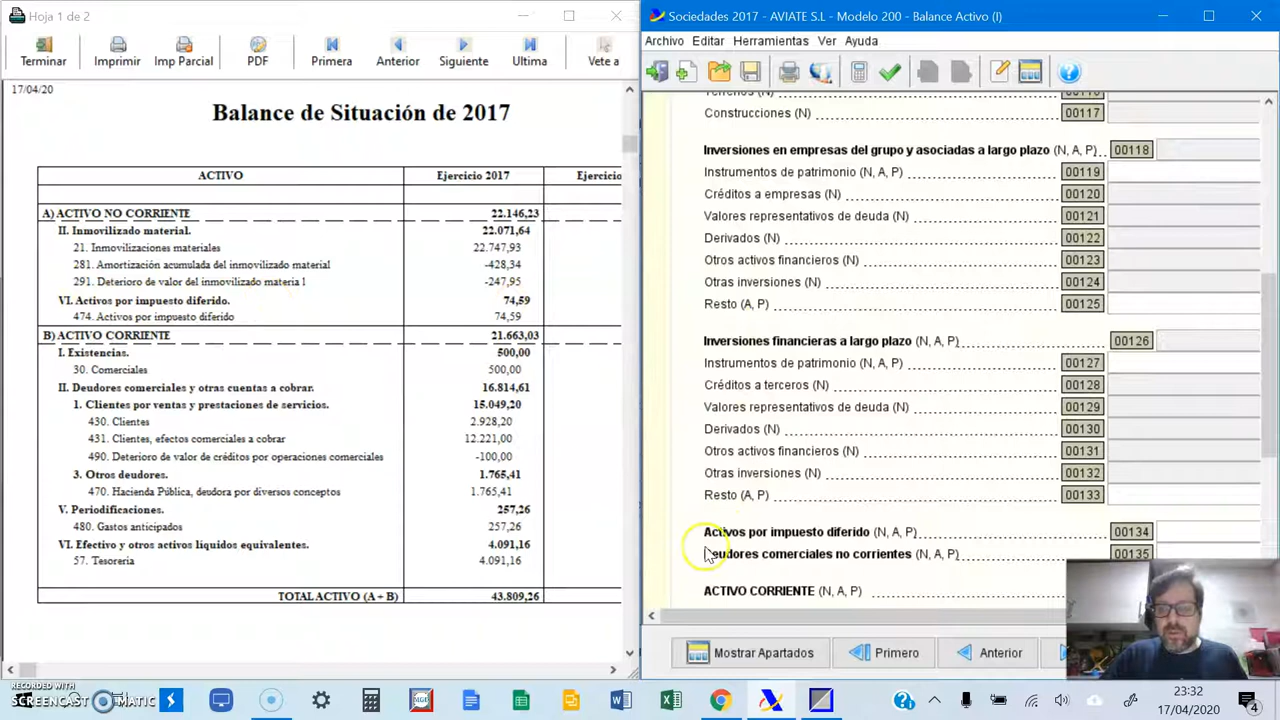 Hoja 1 de 2
Terminar
Imprimir
Imp Parcial
PDF
Primera
Anterior
Siguiente
Ultima
Vete a
17/04/20
Balance de Situación de 2017
ACTIVO Ejercicio 2017 Ejercicio
A) ACTIVO NO CORRIENTE 22.146,23
II. Inmovilizado material. 22.071,64
21. Inmovilizaciones materiales 22.747,93
281. Amortización acumulada del inmovilizado material -428,34
291. Deterioro de valor del inmovilizado materia l -247,95
VI. Activos por impuesto diferido. 74,59
474. Activos por impuesto diferido 74,59
B) ACTIVO CORRIENTE 21.663,03
I. Existencias. 500,00
30. Comerciales 500,00
II. Deudores comerciales y otras cuentas a cobrar. 16.814,61
1. Clientes por ventas y prestaciones de servicios. 15.049,20
430. Clientes 2.928,20
431. Clientes, efectos comerciales a cobrar 12.221,00
490. Deterioro de valor de créditos por operaciones comerciales -100,00
3. Otros deudores. 1.765,41
470. Hacienda Pública, deudora por diversos conceptos 1.765,41
V. Periodificaciones. 257,26
480. Gastos anticipados 257,26
VI. Efectivo y otros activos líquidos equivalentes. 4.091,16
57. Tesorería 4.091,16
TOTAL ACTIVO (A + B) 43.809,26
Sociedades 2017 - AVIATE S.L - Modelo 200 - Balance Activo (I)
Archivo Editar Herramientas Ver Ayuda
Construcciones (N) 00117
Inversiones en empresas del grupo y asociadas a largo plazo (N, A, P) 00118
Instrumentos de patrimonio (N, A, P) 00119
Créditos a empresas (N) 00120
Valores representativos de deuda (N) 00121
Derivados (N) 00122
Otros activos financieros (N) 00123
Otras inversiones (N) 00124
Resto (A, P) 00125
Inversiones financieras a largo plazo (N, A, P) 00126
Instrumentos de patrimonio (N, A, P) 00127
Créditos a terceros (N) 00128
Valores representativos de deuda (N) 00129
Derivados (N) 00130
Otros activos financieros (N) 00131
Otras inversiones (N) 00132
Resto (A, P) 00133
Activos por impuesto diferido (N, A, P) 00134
Deudores comerciales no corrientes (N, A, P) 00135
ACTIVO CORRIENTE (N, A, P)
Mostrar Apartados
Primero
Anterior
RECORDED WITH
SCREENCAST MATIC
23:32
17/04/2020
4